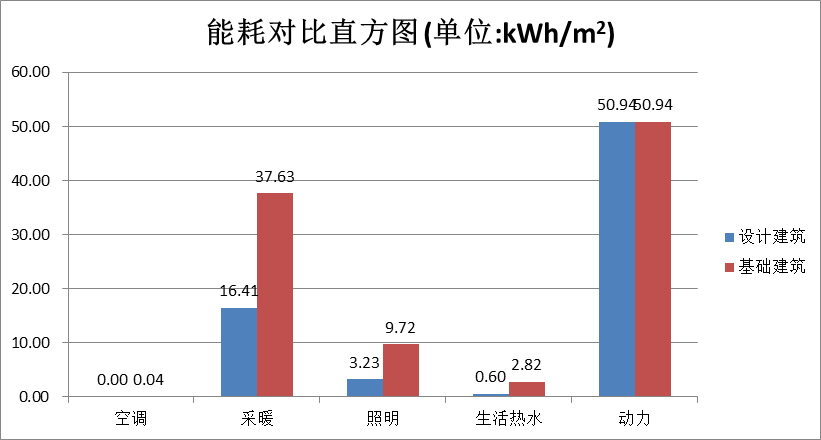 能耗对比直方图(单位:kWh/m²)
60.00
50.00
40.00
30.00
20.00
10.00
0.00
0.00 0.04
16.41
37.63
3.23
9.72
0.60
2.82
50.94
50.94
空调
采暖
照明
生活热水
动力
设计建筑
基础建筑